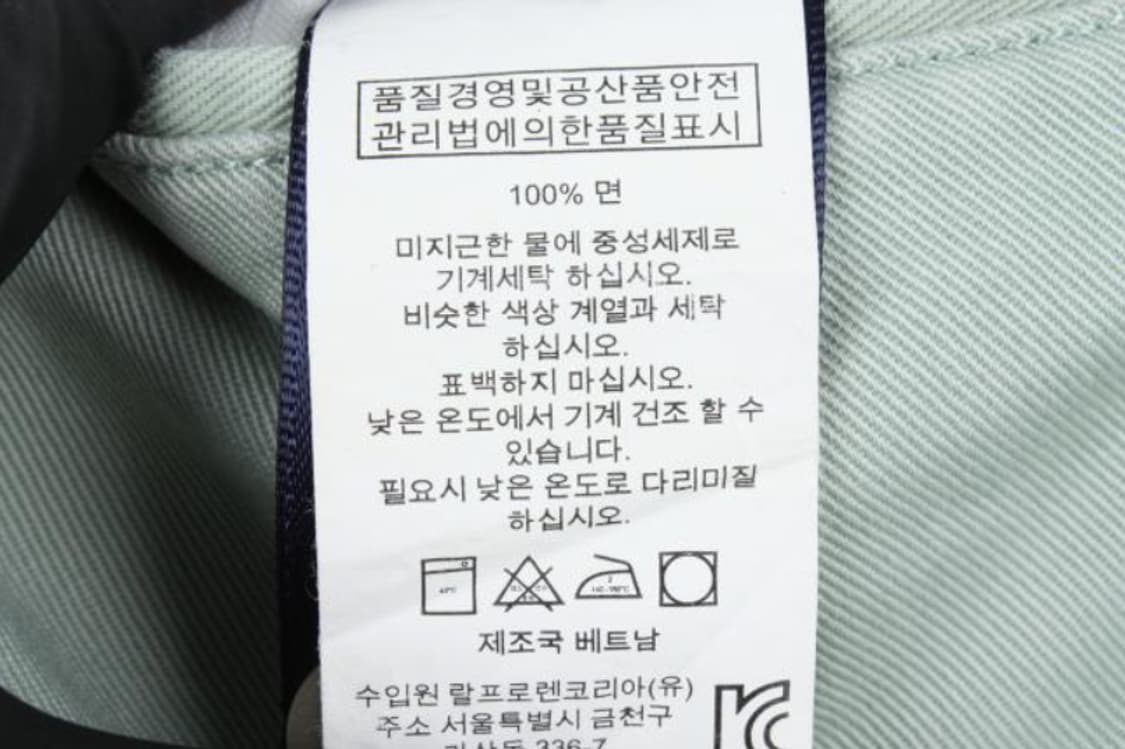 품질경영및공산품안전
관리법에의한품질표시
100% 면
미지근한 물에 중성세제로
기계세탁 하십시오.
비슷한 색상 계열과 세탁
하십시오.
표백하지 마십시오.
낮은 온도에서 기계 건조 할 수
있습니다.
필요시 낮은 온도로 다리미질
하십시오.
제조국 베트남
수입원 랄프로렌코리아(유)
주소 서울특별시 금천구
가산동 336-7